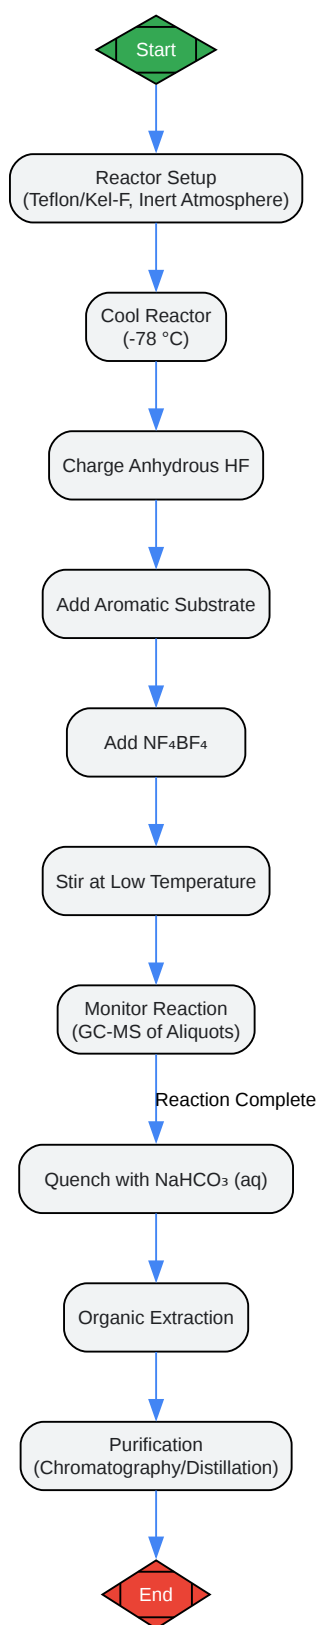 Start
Reactor Setup
(Teflon/Kel-F, Inert Atmosphere)
Cool Reactor
(-78 °C)
Charge Anhydrous HF
Add Aromatic Substrate
Add NF₄BF₄
Stir at Low Temperature
Monitor Reaction
(GC-MS of Aliquots)
Reaction Complete
Quench with NaHCO₃ (aq)
Organic Extraction
Purification
(Chromatography/Distillation)
End